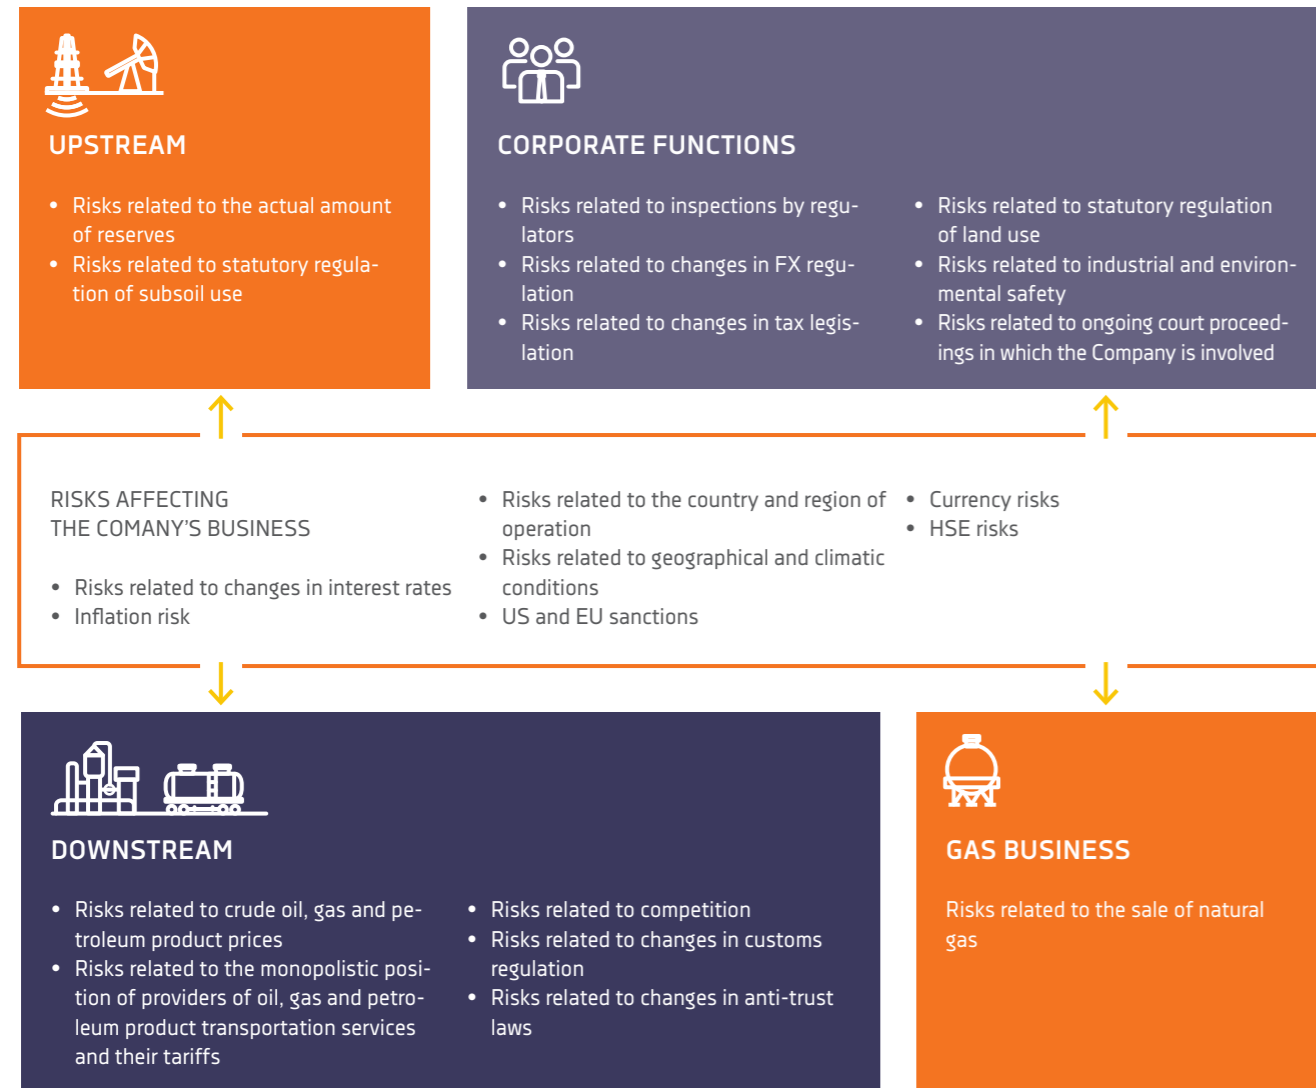 UPSTREAM
• Risks related to the actual amount
of reserves
• Risks related to statutory regula-
tion of subsoil use
CORPORATE FUNCTIONS
• Risks related to inspections by regu-
lators
• Risks related to changes in FX regu-
lation
• Risks related to changes in tax legis-
lation
• Risks related to statutory regulation
of land use
• Risks related to industrial and environ-
mental safety
• Risks related to ongoing court proceed-
ings in which the Company is involved
RISKS AFFECTING
THE COMANY’S BUSINESS
• Risks related to changes in interest rates
• Inflation risk
• Risks related to the country and region of
operation
• Risks related to geographical and climatic
conditions
• US and EU sanctions
• Currency risks
• HSE risks
DOWNSTREAM
• Risks related to crude oil, gas and pe-
troleum product prices
• Risks related to the monopolistic posi-
tion of providers of oil, gas and petro-
leum product transportation services
and their tariffs
• Risks related to competition
• Risks related to changes in customs
regulation
• Risks related to changes in anti-trust
laws
GAS BUSINESS
Risks related to the sale of natural
gas